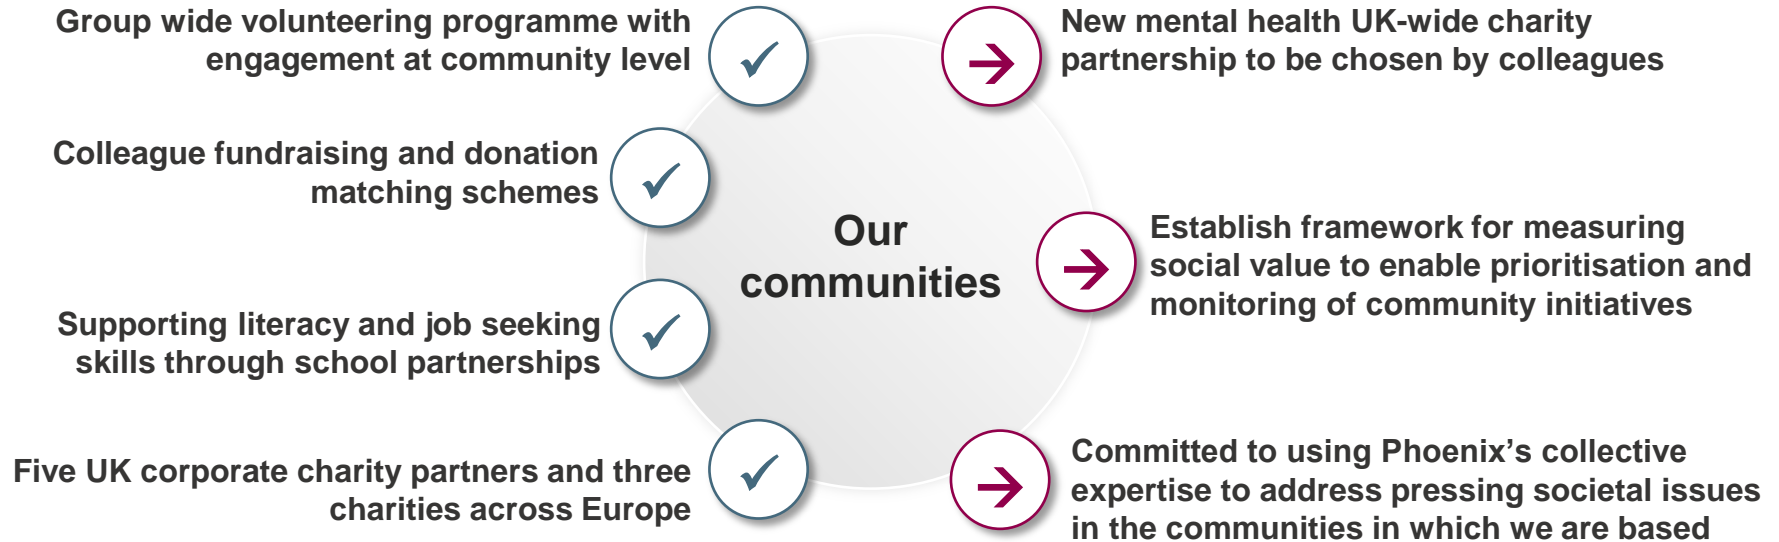 Group wide volunteering programme with
engagement at community level
Colleague fundraising and donation
matching schemes
Supporting literacy and job seeking
skills through school partnerships
Five UK corporate charity partners and three
charities across Europe
Our
communities
New mental health UK-wide charity
partnership to be chosen by colleagues
Establish framework for measuring
social value to enable prioritisation and
monitoring of community initiatives
Committed to using Phoenix’s collective
expertise to address pressing societal issues
in the communities in which we are based